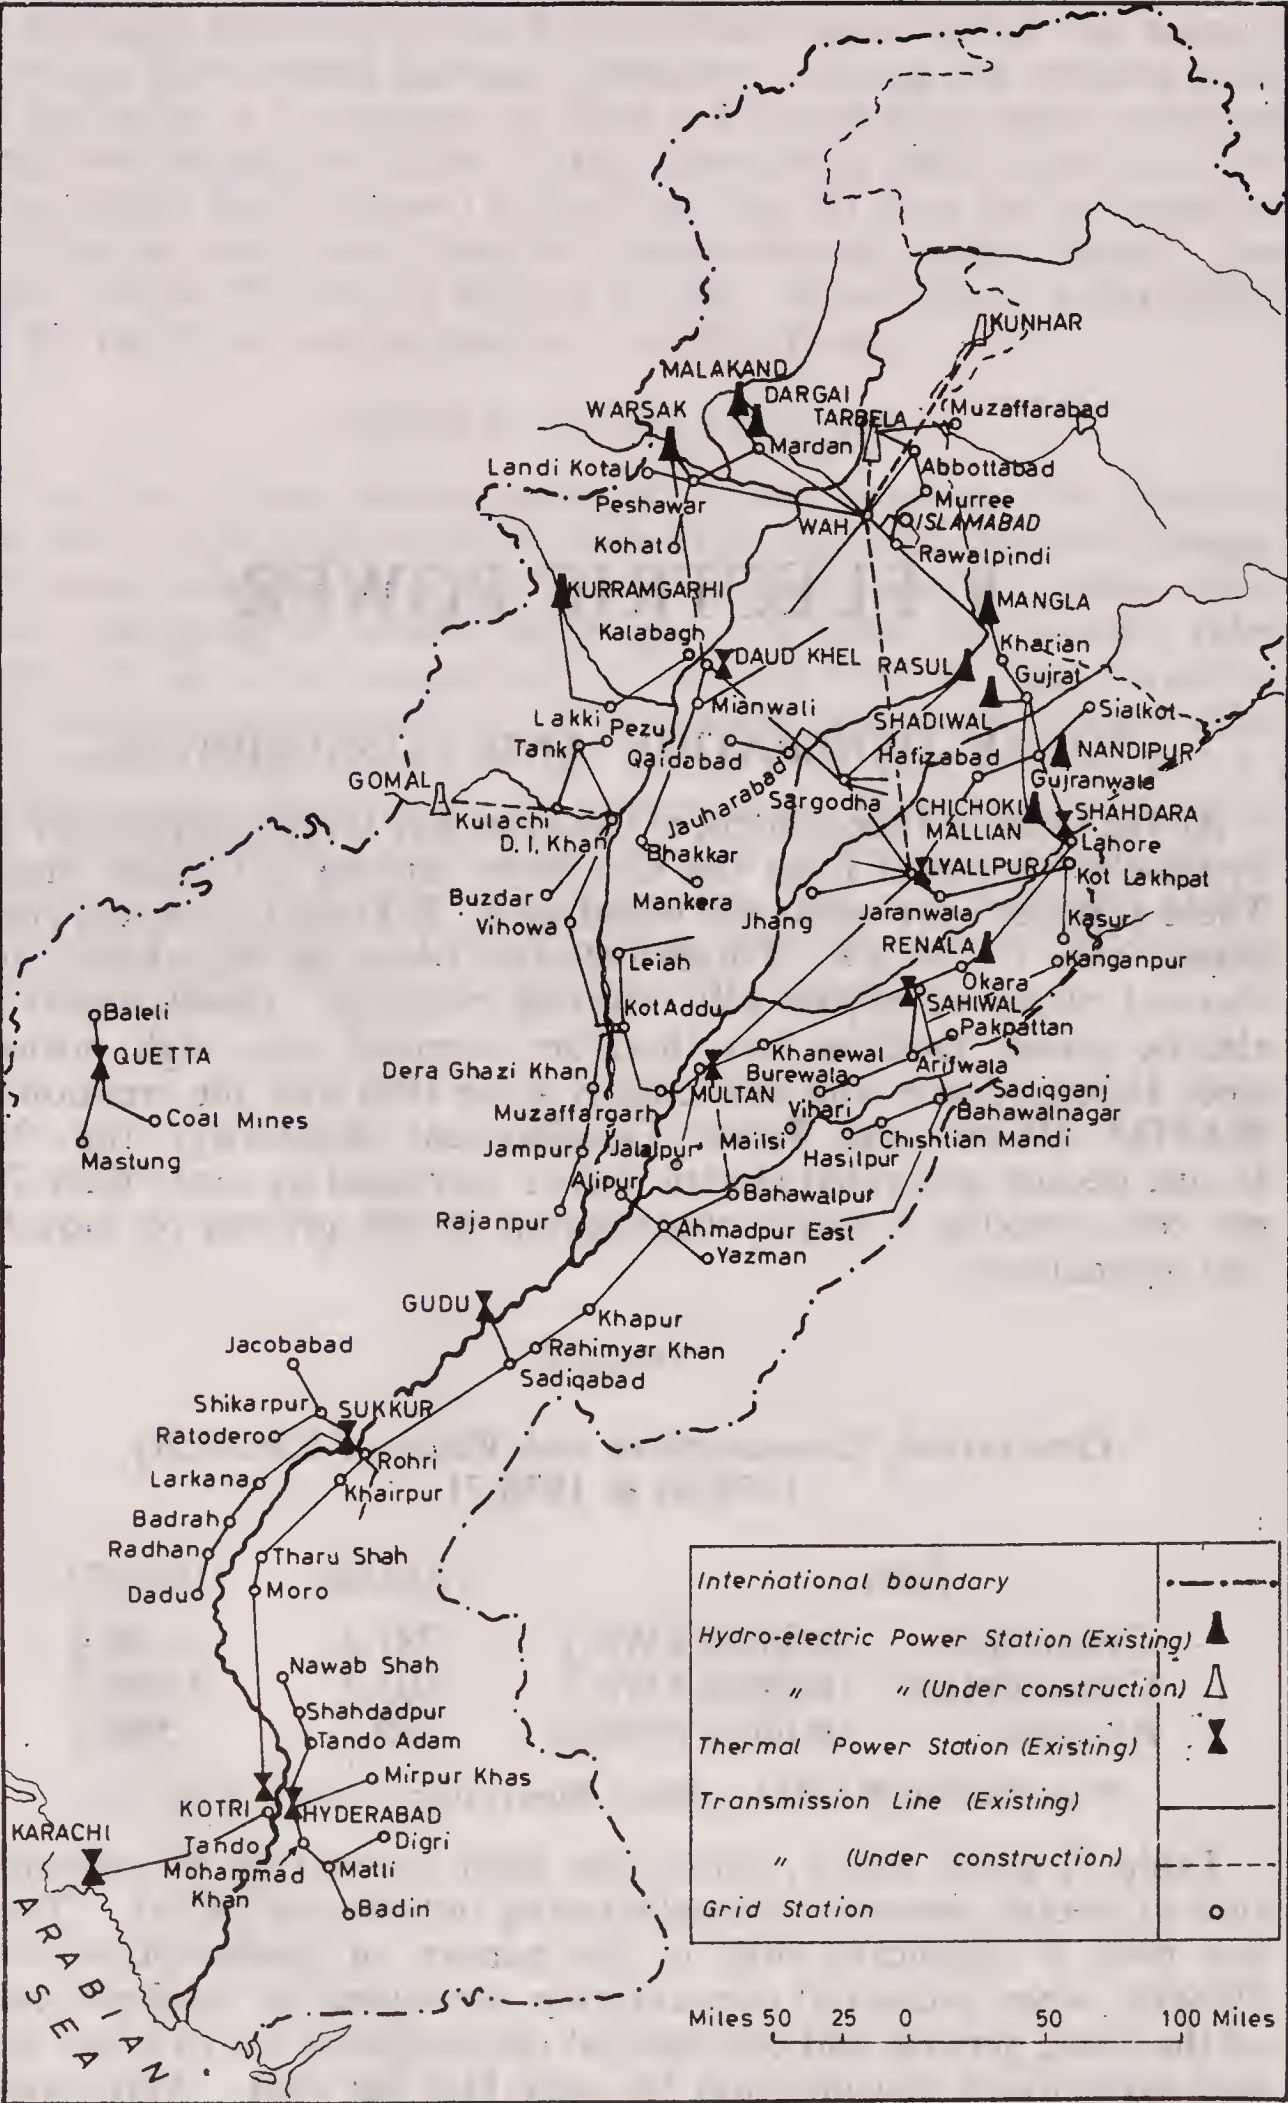 KUNHAR
MALAKAND
DARGAI
WARSAK
TARBELA
Muzaffarabad
Mardan
Landi Kotal
Abbottabad
Peshawar
Murree
WAH
ISLAMABAD
Kohat
Rawalpindi
KURRAMGARHI
MANGLA
Kalabagh
Kharian
DAUD KHEL
RASUL
Gujrat
Lakki
Mianwali
SHADIWAL
Sialkot
Pezu
Tank
Qaidabad
Hafizabad
NANDIPUR
Jauharabad
Gujranwala
GOMAL
Sargodha
CHICHOKI
MALLIAN
SHAHDARA
Kulachi
D. I. Khan
Bhakkar
Lahore
LYALLPUR
Kot Lakhpat
Buzdar
Mankera
Vihowa
Jhang
Jaranwala
Kasur
RENALA
Leiah
Kanganpur
Okara
SAHIWAL
Baleli
Kot Addu
Pakpattan
QUETTA
Khanewal
Dera Ghazi Khan
Burewala
Arifwala
MULTAN
Sadiqganj
Muzaffargarh
Vihari
Bahawalnagar
Coal Mines
Mailsi
Chishtian Mandi
Jampur
Jalalpur
Hasilpur
Mastung
Alipur
Bahawalpur
Rajanpur
Ahmadpur East
Yazman
GUDU
Khapur
Jacobabad
Rahimyar Khan
Sadiqabad
Shikarpur
SUKKUR
Ratodero
Rohri
Larkana
Khairpur
Badrah
Radhan
Tharu Shah
Dadu
Moro
Nawab Shah
Shahdadpur
Tando Adam
Mirpur Khas
KOTRI
HYDERABAD
KARACHI
Tando
Mohammad
Khan
Digri
Matli
Badin
ARABIAN
SEA
International boundary
Hydro-electric Power Station (Existing)
" " (Under construction)
Thermal Power Station (Existing)
Transmission Line (Existing)
" (Under construction)
Grid Station
Miles 50 25 0 50 100 Miles